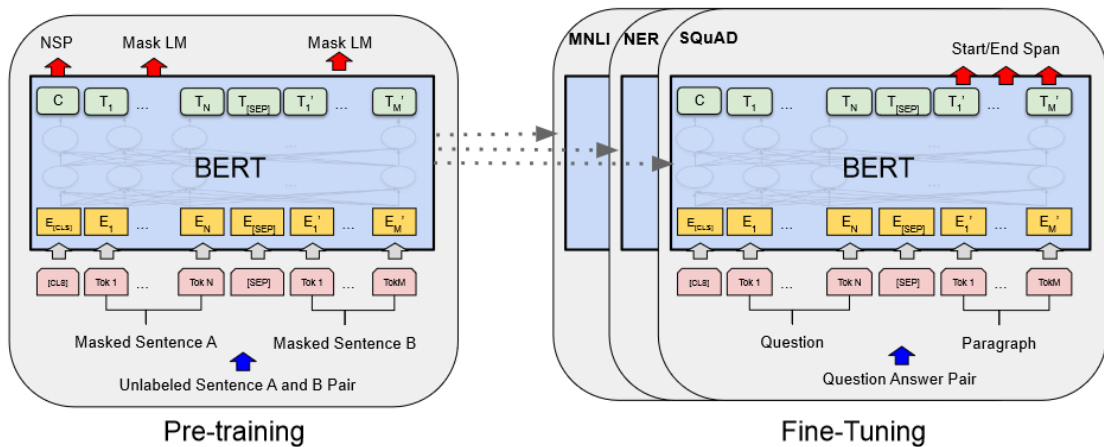 NSP Mask LM Mask LM
C T1 ... TN T[SEP] T1' ... TM'
...
BERT
...
E[CLS] E1 ... EN E[SEP] E1' ... EM'
[CLS] Tok 1 ... Tok N [SEP] Tok 1 ... TokM
Masked Sentence A Masked Sentence B
Unlabeled Sentence A and B Pair
Pre-training
MNLI NER SQuAD
Start/End Span
C T1 ... TN T[SEP] T1' ... TM'
...
BERT
...
E[CLS] E1 ... EN E[SEP] E1' ... EM'
[CLS] Tok 1 ... Tok N [SEP] Tok 1 ... TokM
Question Paragraph
Question Answer Pair
Fine-Tuning